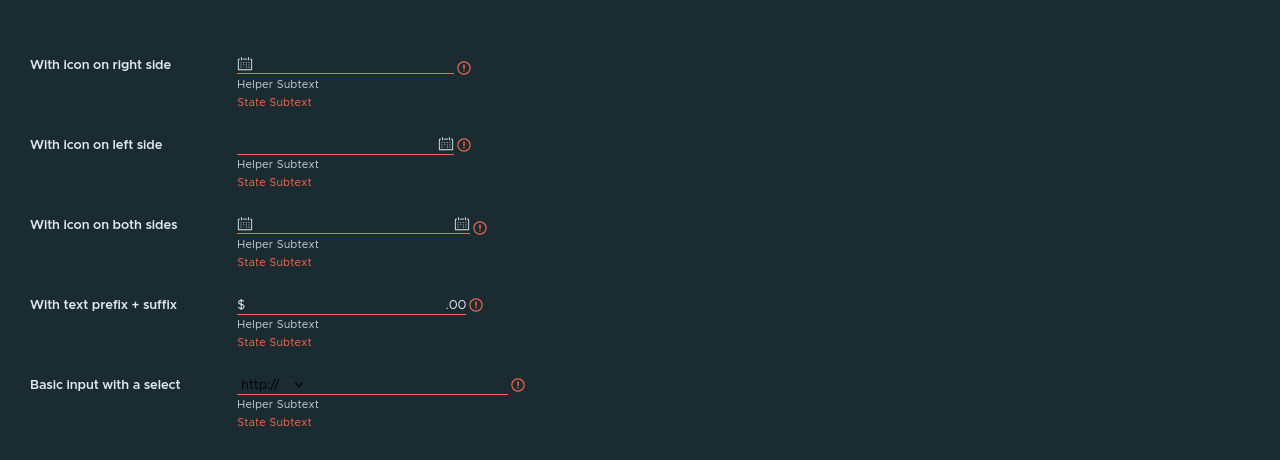 With icon on right side
Helper Subtext
State Subtext
With icon on left side
Helper Subtext
State Subtext
With icon on both sides
Helper Subtext
State Subtext
With text prefix + suffix
$ .00
Helper Subtext
State Subtext
Basic input with a select
http://
Helper Subtext
State Subtext